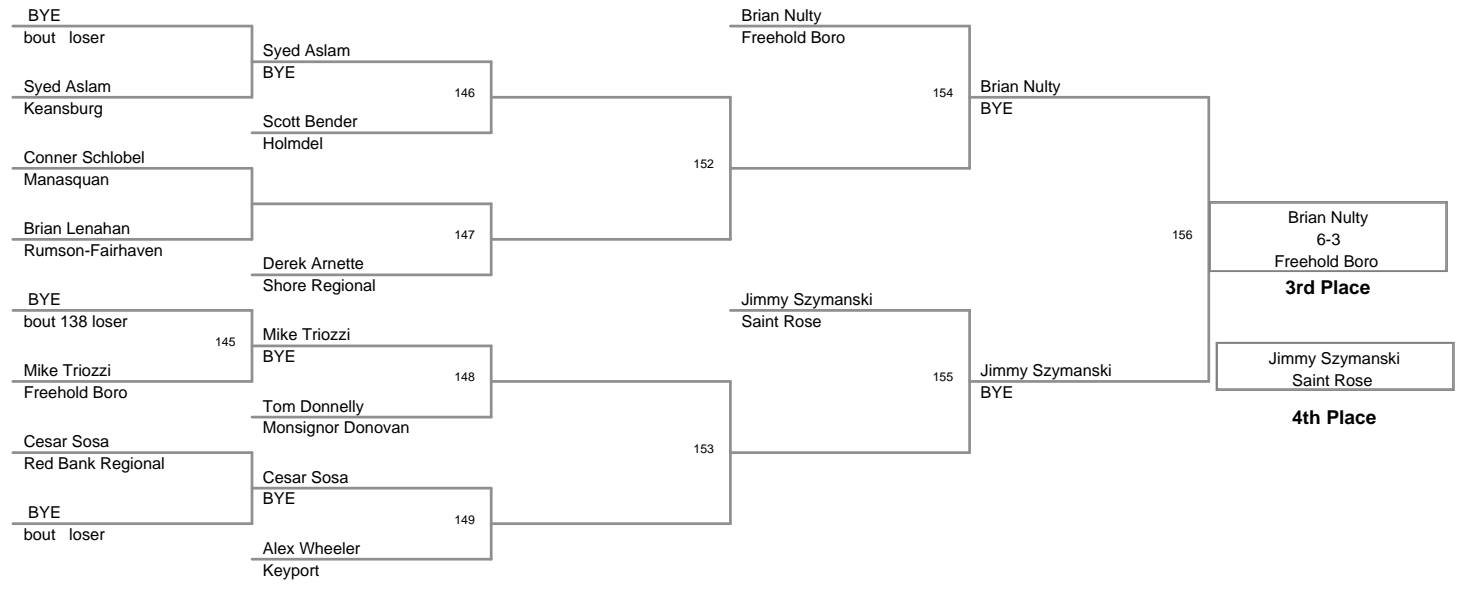 BYE
bout loser
Syed Aslam
Keansburg
Conner Schlobel
Manasquan
Brian Lenahan
Rumson-Fairhaven
BYE
bout 138 loser
145
Mike Triozzi
Freehold Boro
Cesar Sosa
Red Bank Regional
BYE
bout loser
Syed Aslam
BYE
146
Scott Bender
Holmdel
147
Derek Arnette
Shore Regional
Mike Triozzi
BYE
148
Tom Donnelly
Monsignor Donovan
Cesar Sosa
BYE
149
Alex Wheeler
Keyport
152
153
Brian Nulty
Freehold Boro
154
Jimmy Szymanski
Saint Rose
155
Brian Nulty
BYE
156
Jimmy Szymanski
BYE
Brian Nulty
6-3
Freehold Boro
3rd Place
Jimmy Szymanski
Saint Rose
4th Place